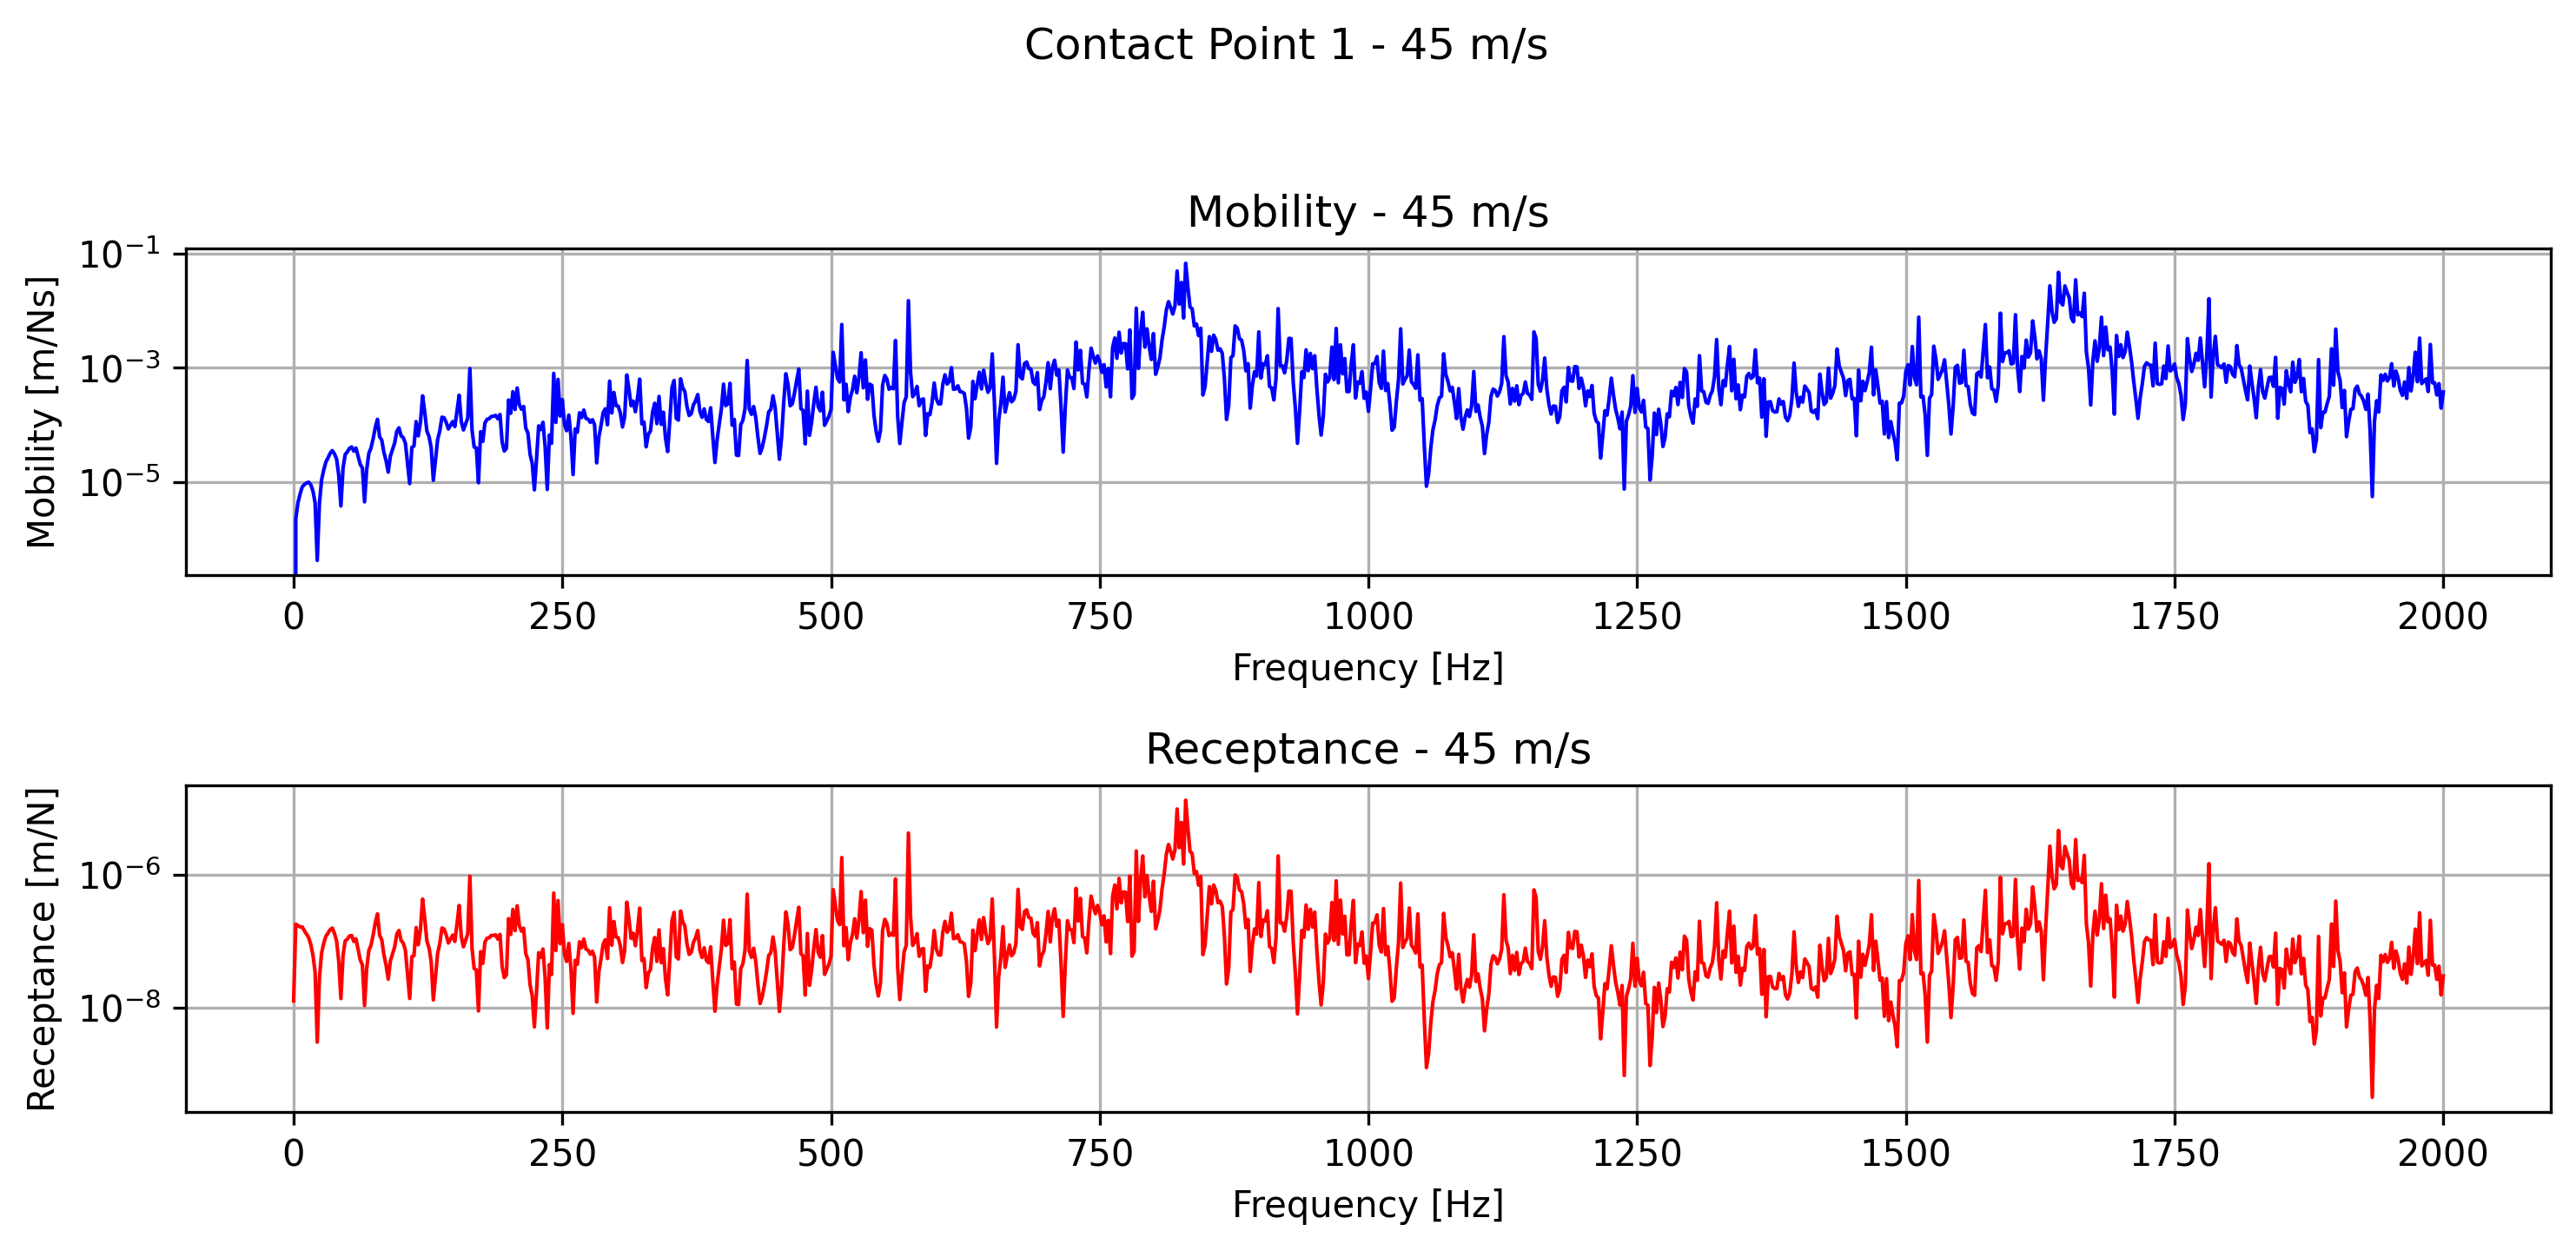 Contact Point 1 - 45 m/s
Mobility - 45 m/s
Mobility [m/Ns]
10⁻¹
10⁻³
10⁻⁵
0 250 500 750 1000 1250 1500 1750 2000
Frequency [Hz]
Receptance - 45 m/s
Receptance [m/N]
10⁻⁶
10⁻⁸
0 250 500 750 1000 1250 1500 1750 2000
Frequency [Hz]